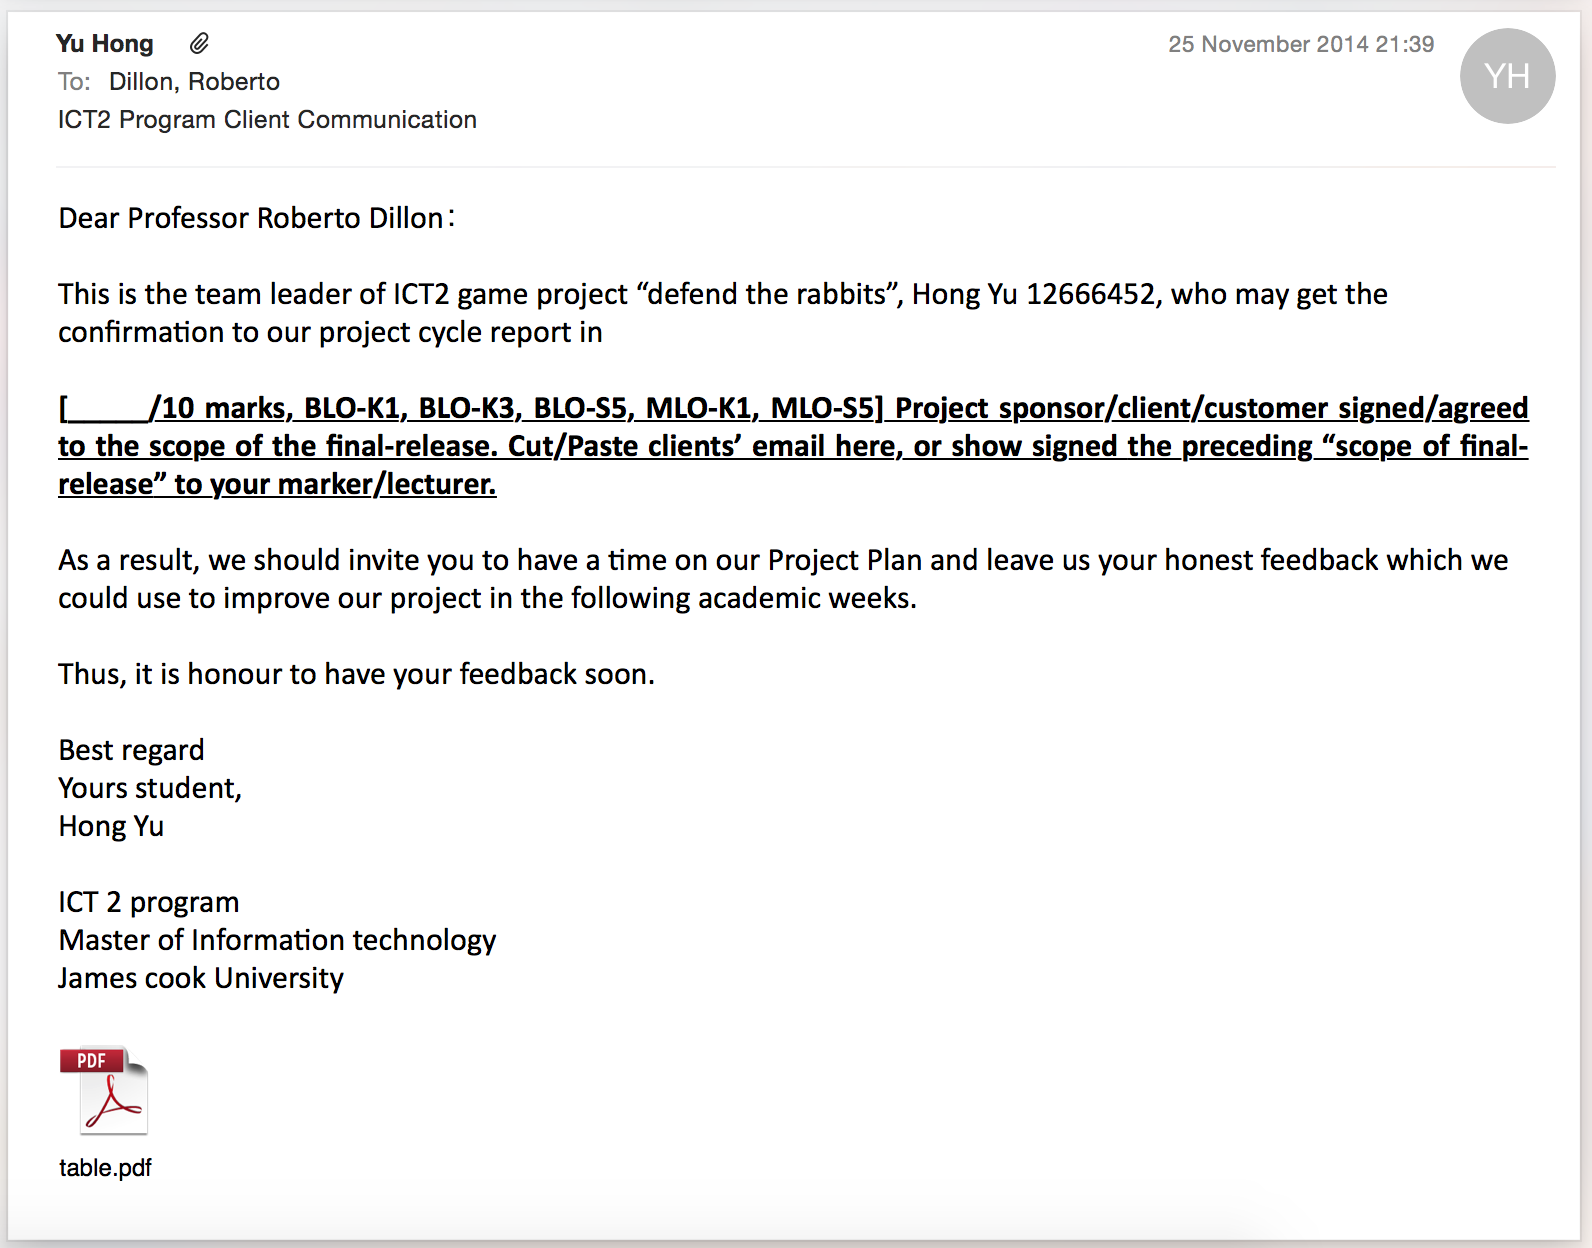 Yu Hong
25 November 2014 21:39
YH
To: Dillon, Roberto
ICT2 Program Client Communication
Dear Professor Roberto Dillon：
This is the team leader of ICT2 game project “defend the rabbits”, Hong Yu 12666452, who may get the
confirmation to our project cycle report in
[_____/10 marks, BLO-K1, BLO-K3, BLO-S5, MLO-K1, MLO-S5] Project sponsor/client/customer signed/agreed
to the scope of the final-release. Cut/Paste clients’ email here, or show signed the preceding “scope of final-
release” to your marker/lecturer.
As a result, we should invite you to have a time on our Project Plan and leave us your honest feedback which we
could use to improve our project in the following academic weeks.
Thus, it is honour to have your feedback soon.
Best regard
Yours student,
Hong Yu
ICT 2 program
Master of Information technology
James cook University
PDF
table.pdf